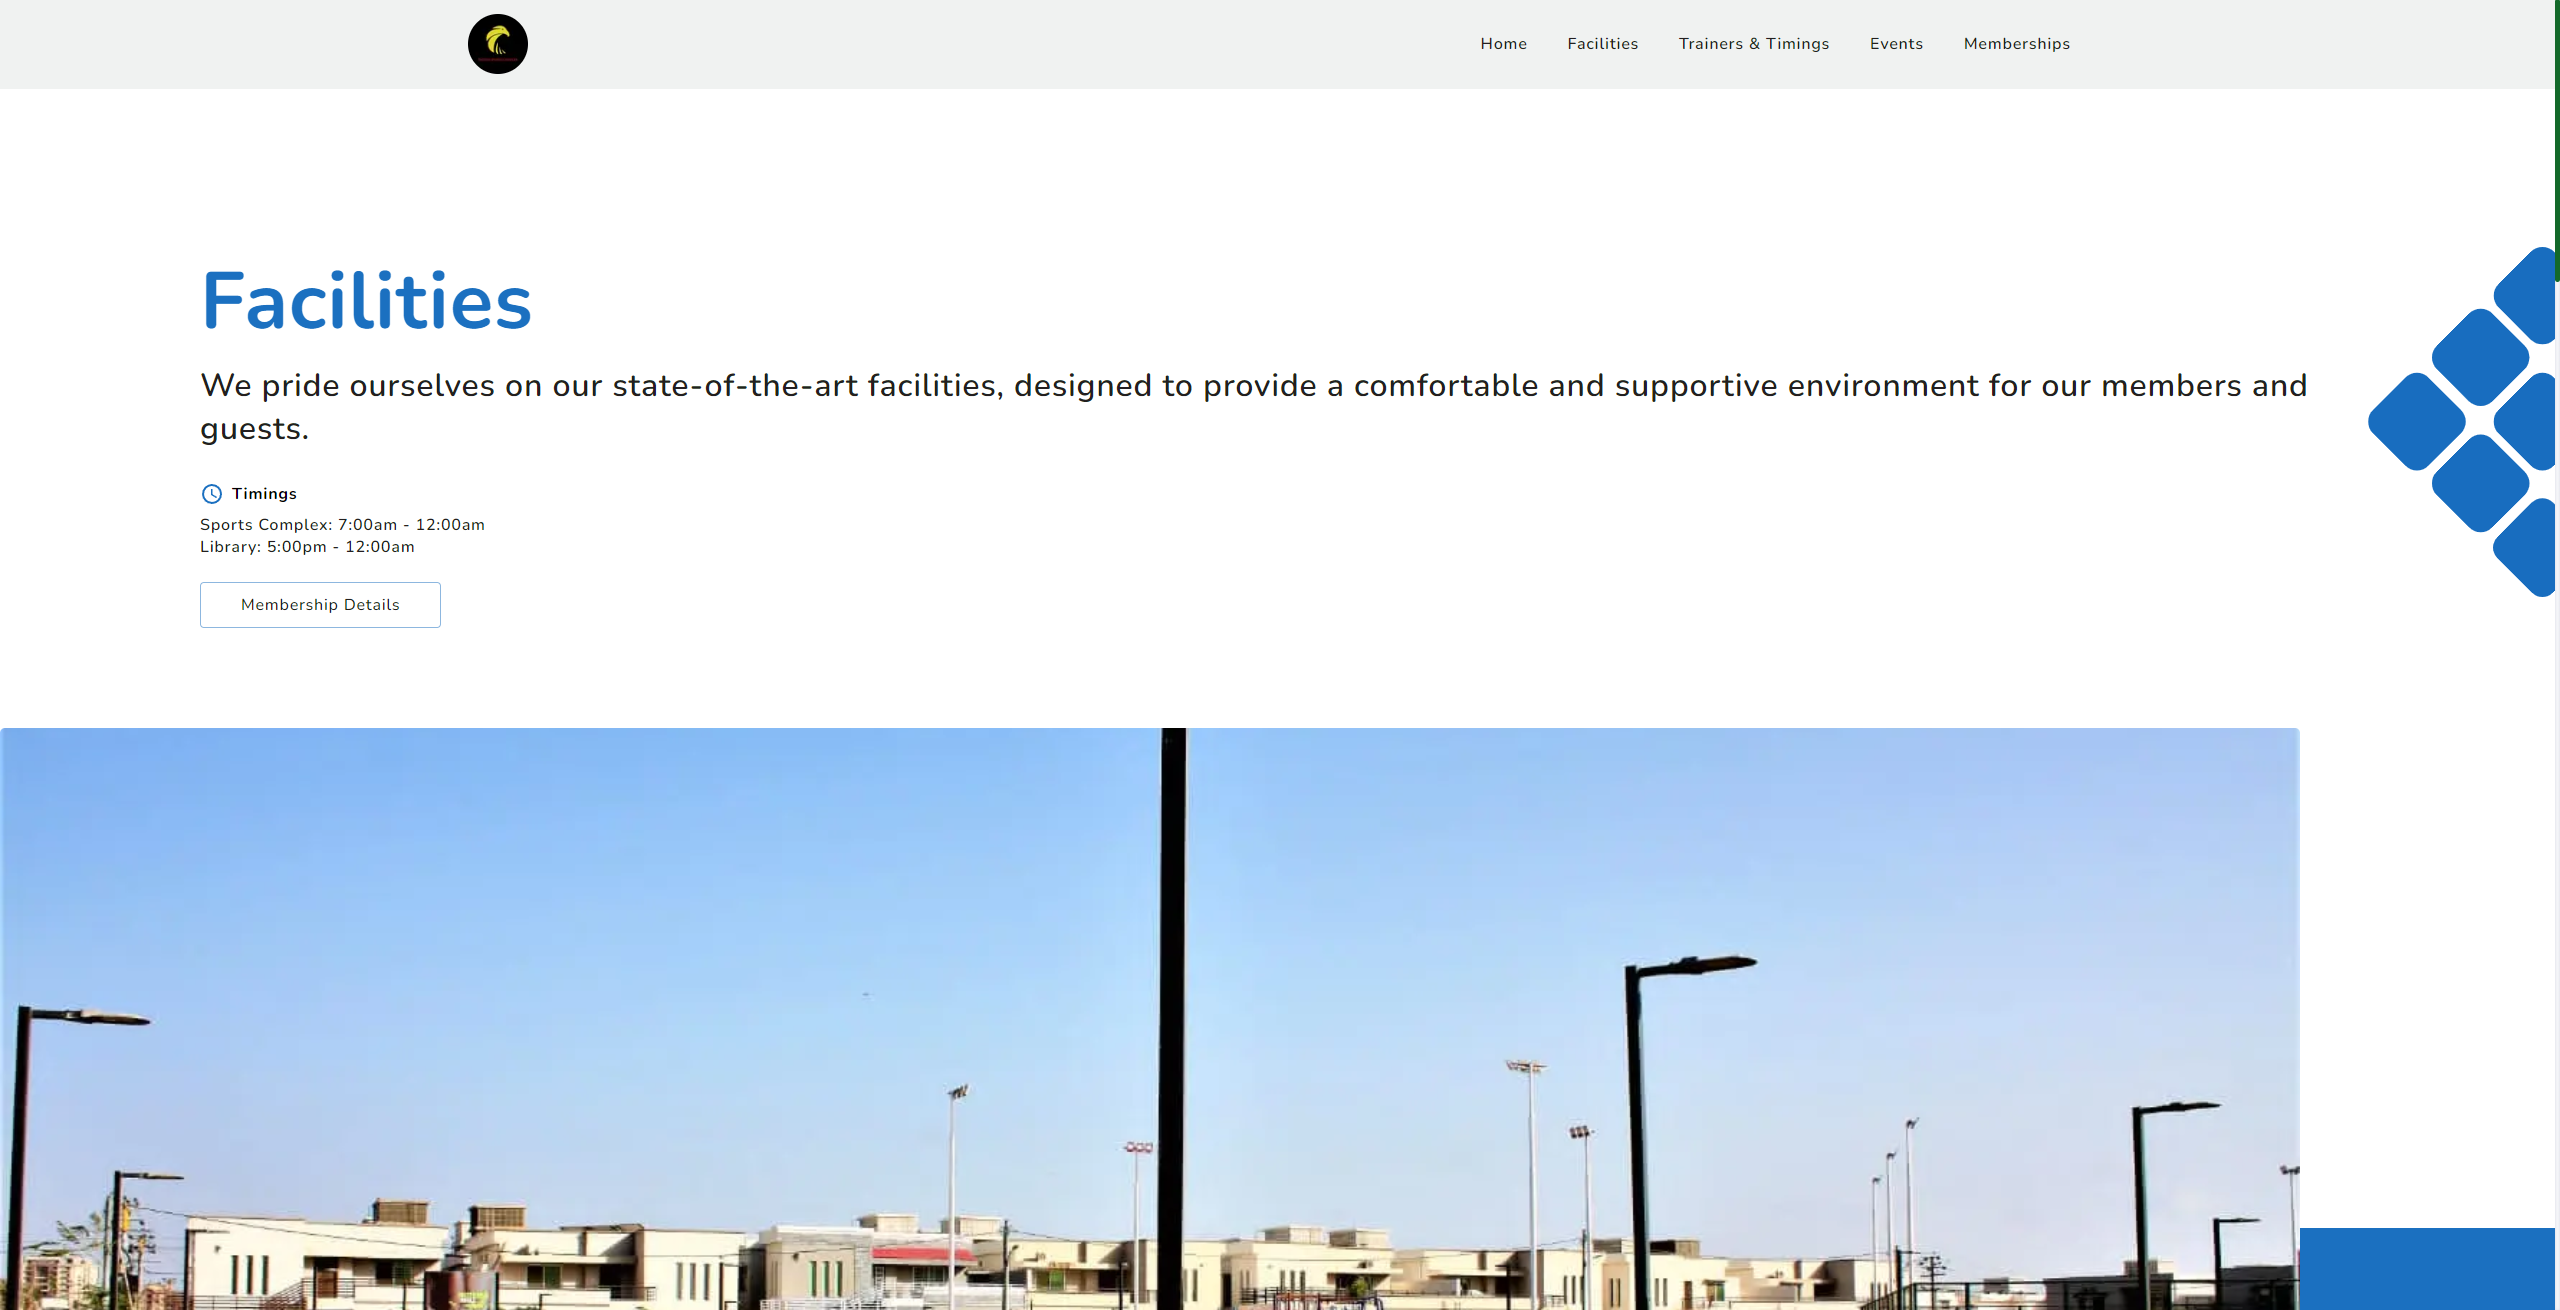 Home Facilities Trainers & Timings Events Memberships
Facilities
We pride ourselves on our state-of-the-art facilities, designed to provide a comfortable and supportive environment for our members and
guests.
Timings
Sports Complex: 7:00am - 12:00am
Library: 5:00pm - 12:00am
Membership Details